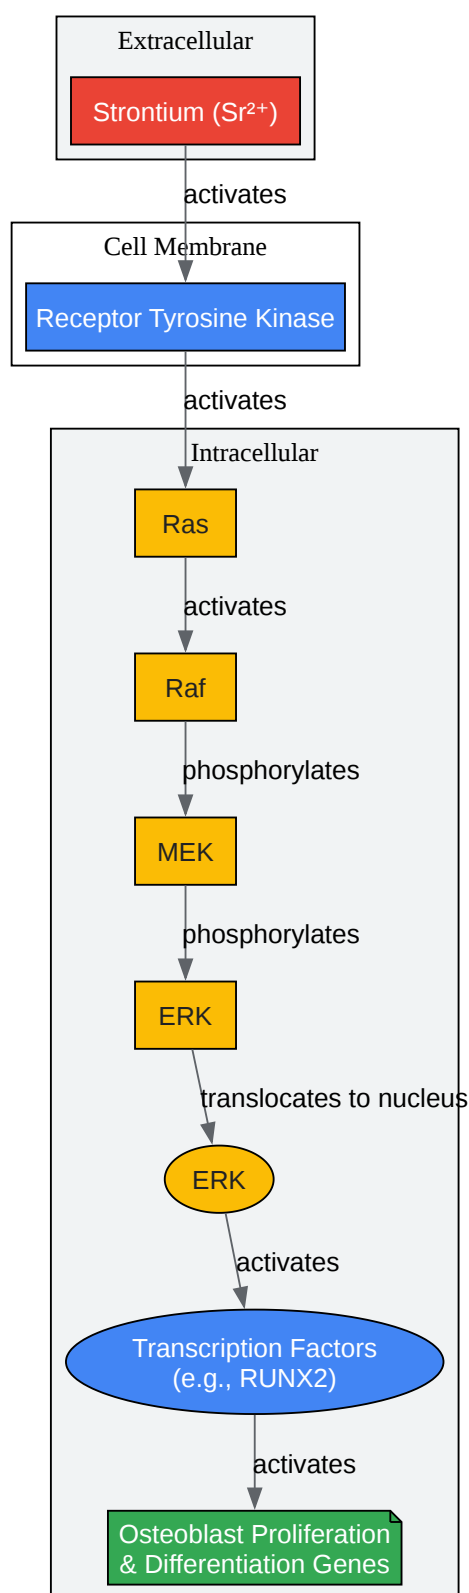 Extracellular
Strontium (Sr²⁺)
activates
Cell Membrane
Receptor Tyrosine Kinase
activates
Intracellular
Ras
activates
Raf
phosphorylates
MEK
phosphorylates
ERK
translocates to nucleus
ERK
activates
Transcription Factors
(e.g., RUNX2)
activates
Osteoblast Proliferation
& Differentiation Genes